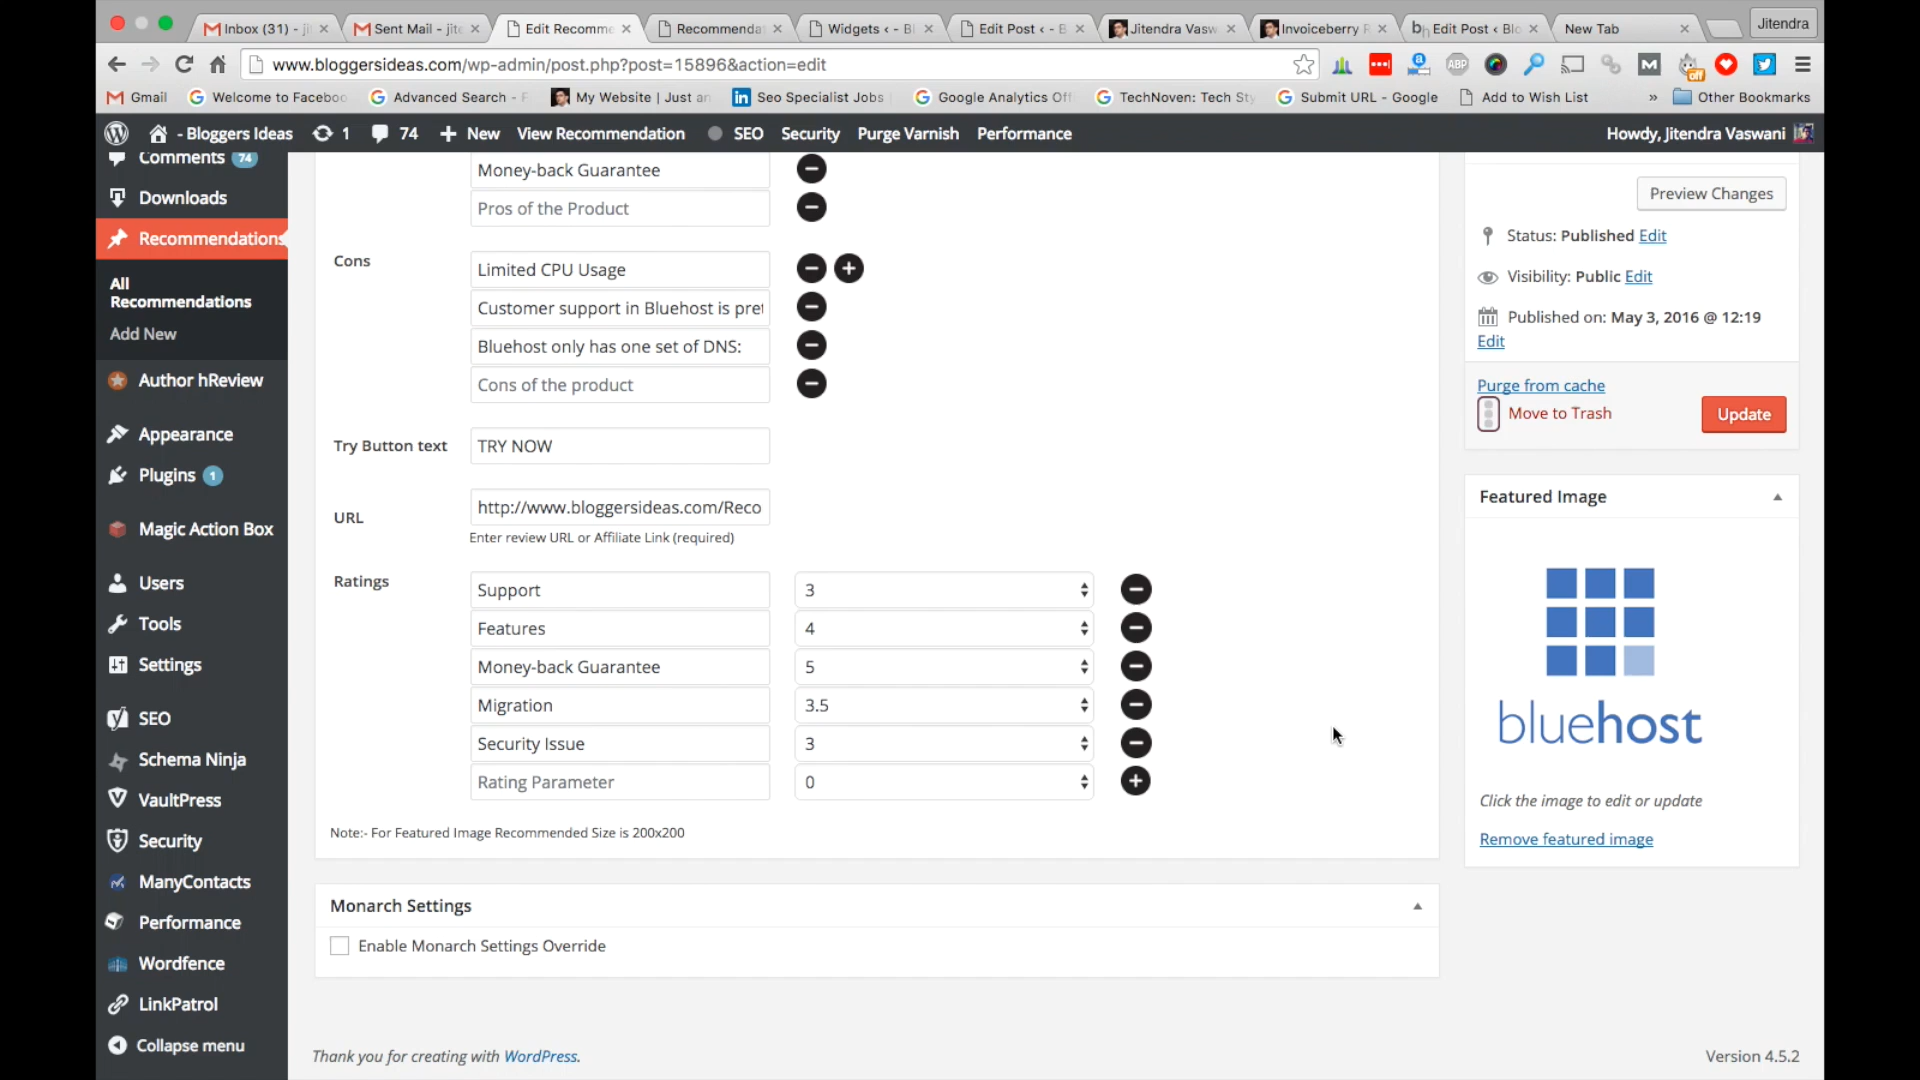 Inbox (31) - ji
Sent Mail - jite
Edit Recomme
Recommenda
Widgets ‹ - Bl
Edit Post ‹ - B
Jitendra Vasw
Invoiceberry R
Edit Post ‹ Blo
New Tab
Jitendra
www.bloggersideas.com/wp-admin/post.php?post=15896&action=edit
ABP
off
Gmail
Welcome to Faceboo
Advanced Search - F
My Website | Just an
Seo Specialist Jobs
Google Analytics Off
TechNoven: Tech Sty
Submit URL - Google
Add to Wish List
»
Other Bookmarks
- Bloggers Ideas
1
74
New
View Recommendation
SEO
Security
Purge Varnish
Performance
Howdy, Jitendra Vaswani
Comments 74
Downloads
Recommendations
All
Recommendations
Add New
Author hReview
Appearance
Plugins 1
Magic Action Box
Users
Tools
Settings
SEO
Schema Ninja
VaultPress
Security
ManyContacts
Performance
Wordfence
LinkPatrol
Collapse menu
Money-back Guarantee
Pros of the Product
Cons
Limited CPU Usage
Customer support in Bluehost is pret
Bluehost only has one set of DNS:
Cons of the product
Try Button text
TRY NOW
URL
http://www.bloggersideas.com/Reco
Enter review URL or Affiliate Link (required)
Ratings
Support 3
Features 4
Money-back Guarantee 5
Migration 3.5
Security Issue 3
Rating Parameter 0
Note:- For Featured Image Recommended Size is 200x200
Monarch Settings
Enable Monarch Settings Override
Thank you for creating with WordPress.
Preview Changes
Status: Published Edit
Visibility: Public Edit
Published on: May 3, 2016 @ 12:19
Edit
Purge from cache
Move to Trash
Update
Featured Image
bluehost
Click the image to edit or update
Remove featured image
Version 4.5.2